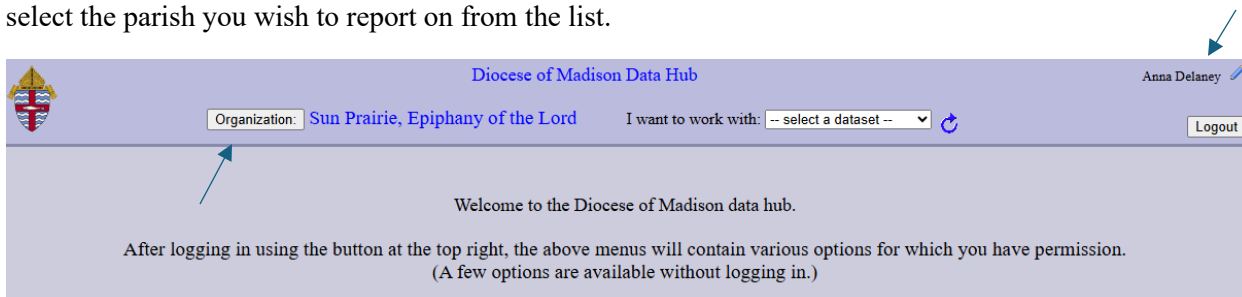 select the parish you wish to report on from the list.
Diocese of Madison Data Hub
Anna Delaney
Organization: Sun Prairie, Epiphany of the Lord I want to work with: -- select a dataset --
Logout
Welcome to the Diocese of Madison data hub.
After logging in using the button at the top right, the above menus will contain various options for which you have permission.
(A few options are available without logging in.)